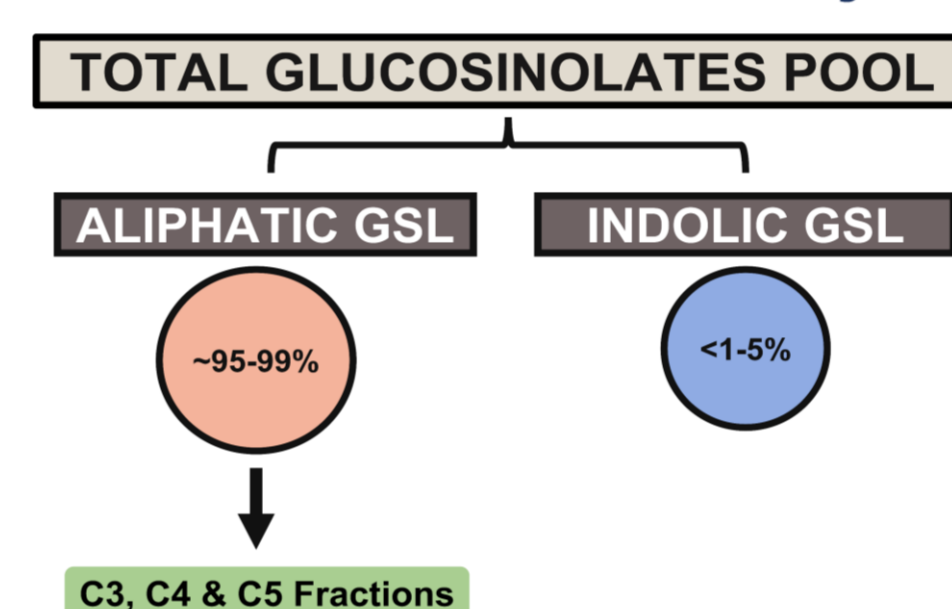 TOTAL GLUCOSINOLATES POOL
ALIPHATIC GSL
INDOLIC GSL
~95-99%
<1-5%
C3, C4 & C5 Fractions